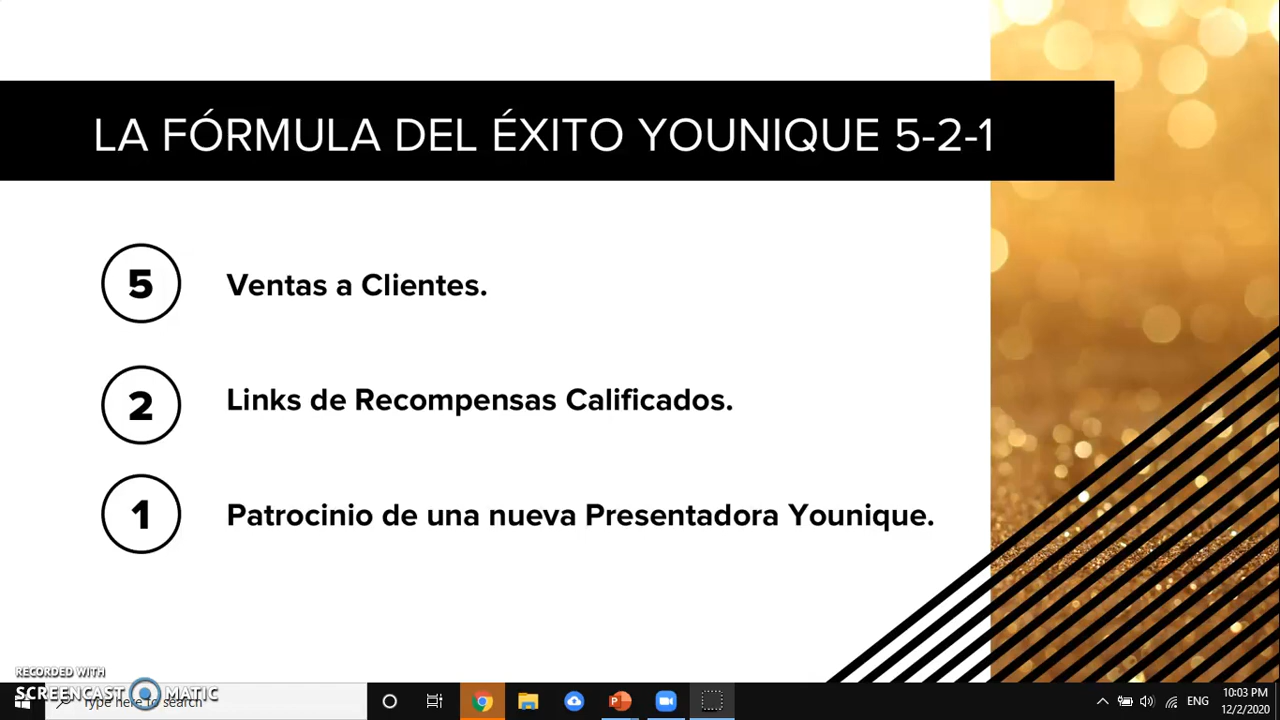 LA FÓRMULA DEL ÉXITO YOUNIQUE 5-2-1
5 Ventas a Clientes.
2 Links de Recompensas Calificados.
1 Patrocinio de una nueva Presentadora Younique.
RECORDED WITH
SCREENCAST MATIC
Type here to search
ENG
10:03 PM
12/2/2020